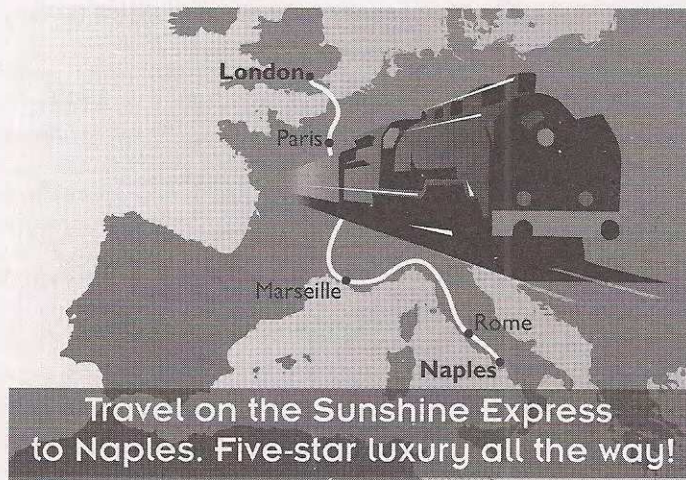 London
Paris
Marseille
Rome
Naples
Travel on the Sunshine Express
to Naples. Five-star luxury all the way!